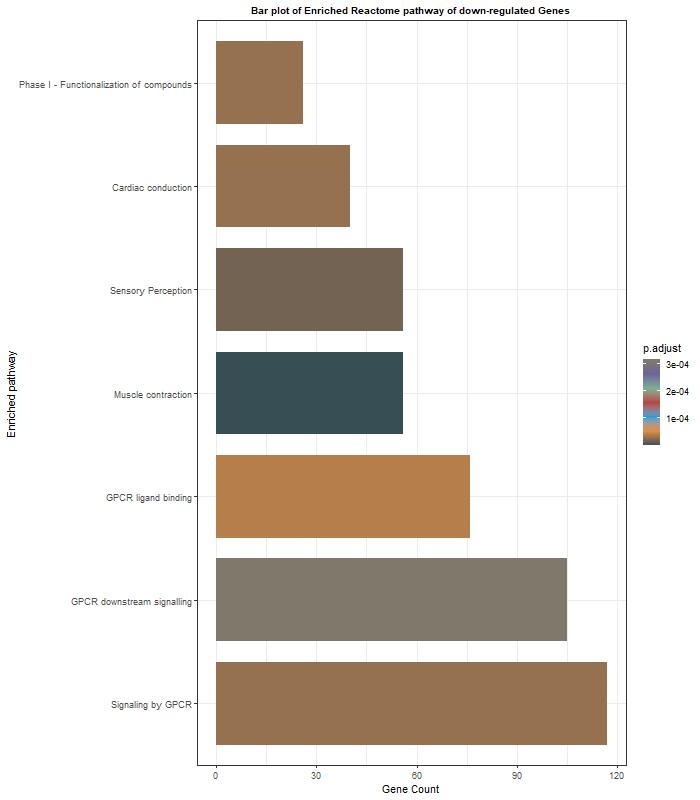 Bar plot of Enriched Reactome pathway of down-regulated Genes
Phase I - Functionalization of compounds
Cardiac conduction
Sensory Perception
Muscle contraction
GPCR ligand binding
GPCR downstream signalling
Signaling by GPCR
Enriched pathway
0 30 60 90 120
Gene Count
p.adjust
3e-04
2e-04
1e-04